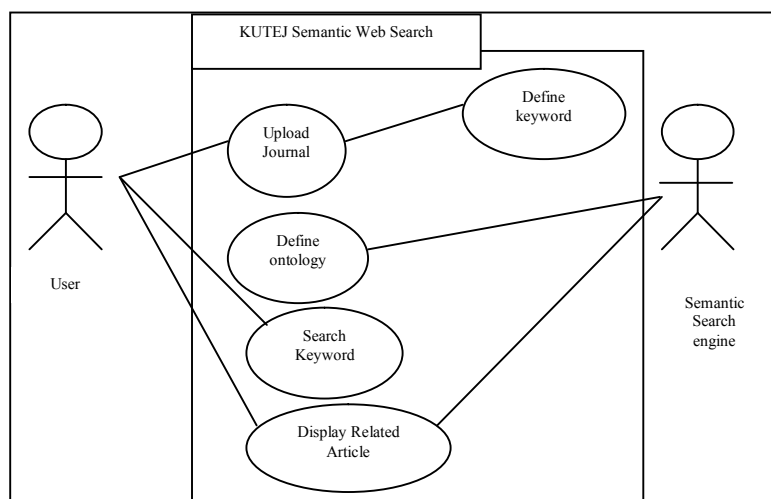 KUTEJ Semantic Web Search
Define
keyword
Upload
Journal
Define
ontology
User
Semantic
Search
engine
Search
Keyword
Display Related
Article